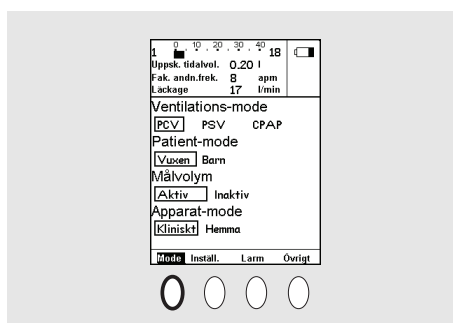 0 . 10 . 20 . 30 . 40
1 18
Uppsk. tidalvol. 0.20 l
Fak. andn.frek. 8 apm
Läckage 17 l/min
Ventilations-mode
PCV PSV CPAP
Patient-mode
Vuxen Barn
Målvolym
Aktiv Inaktiv
Apparat-mode
Kliniskt Hemma
Mode Inställ. Larm Övrigt